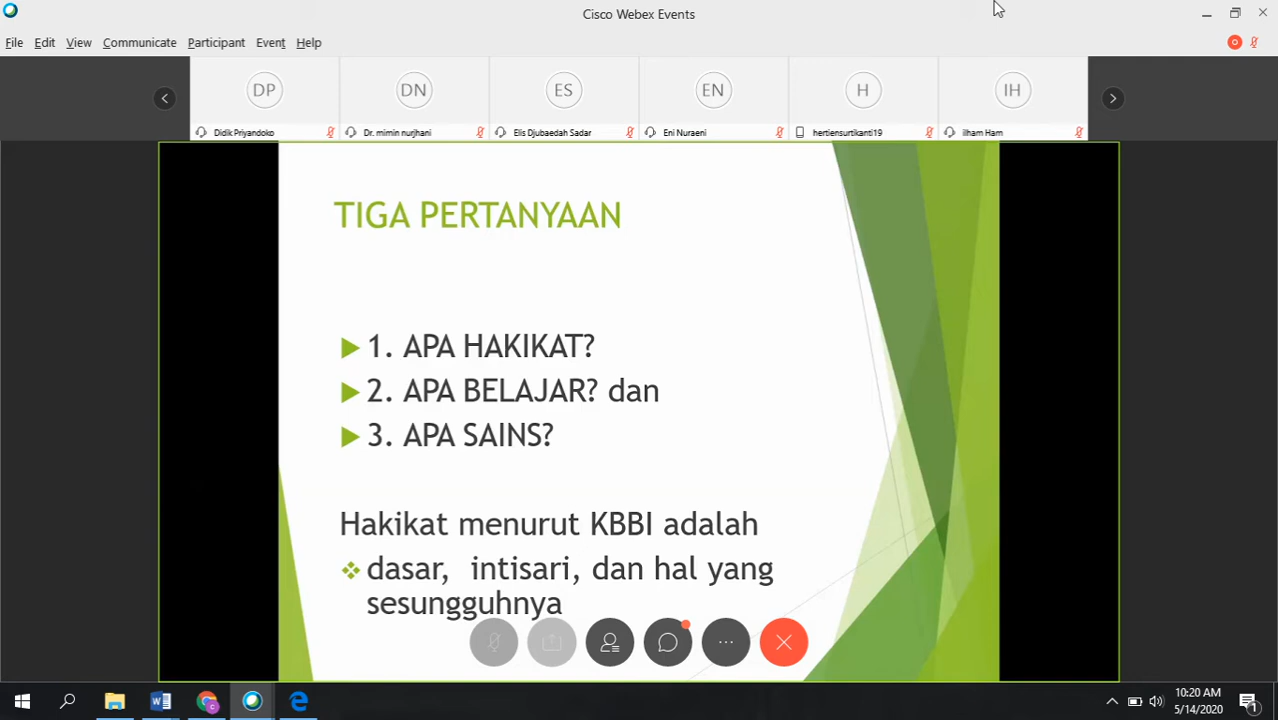 Cisco Webex Events
File Edit View Communicate Participant Event Help
DP DN ES EN H IH
Didik Priyandoko Dr. mimin nurjhani Elis Djubaedah Sadar Eni Nuraeni hertiensurtikanti19 ilham Ham
TIGA PERTANYAAN
1. APA HAKIKAT?
2. APA BELAJAR? dan
3. APA SAINS?
Hakikat menurut KBBI adalah
dasar, intisari, dan hal yang
sesungguhnya
10:20 AM
5/14/2020
1